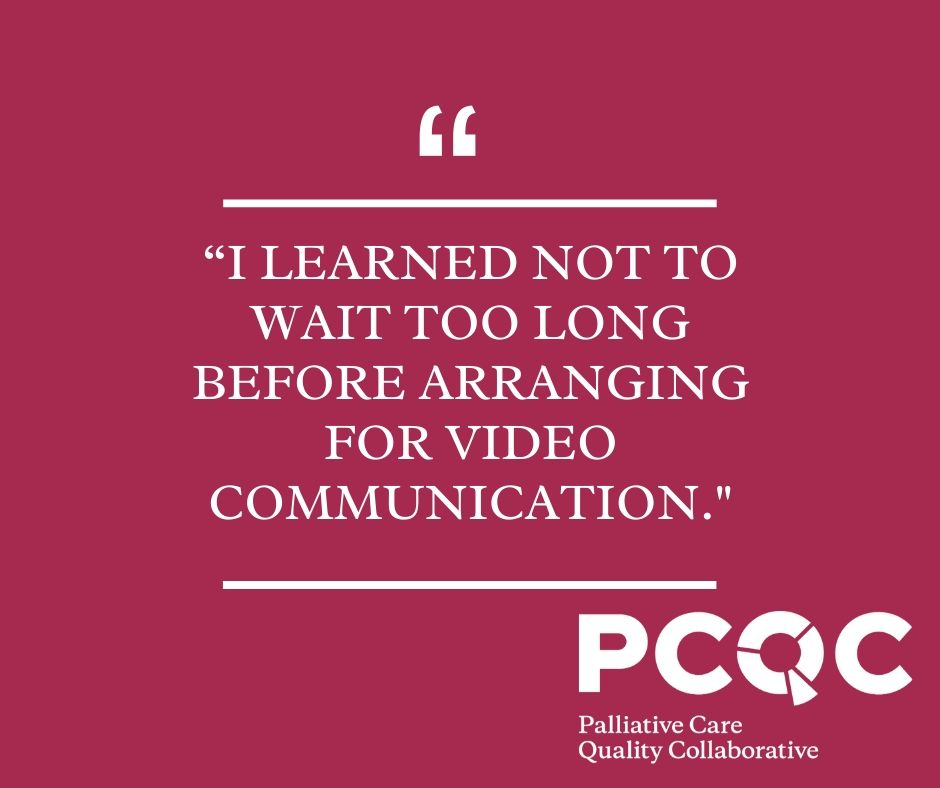 “
“I LEARNED NOT TO
WAIT TOO LONG
BEFORE ARRANGING
FOR VIDEO
COMMUNICATION."
PCQC
Palliative Care
Quality Collaborative